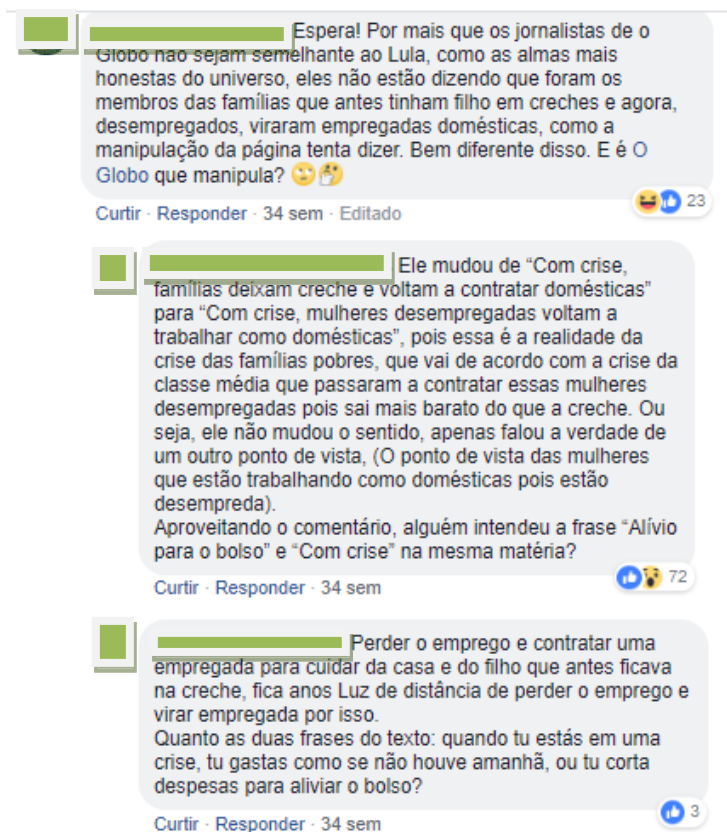 Espera! Por mais que os jornalistas de o
Globo não sejam semelhante ao Lula, como as almas mais
honestas do universo, eles não estão dizendo que foram os
membros das famílias que antes tinham filho em creches e agora,
desempregados, viraram empregadas domésticas, como a
manipulação da página tenta dizer. Bem diferente disso. E é O
Globo que manipula? 🙄🤔
23
Curtir · Responder · 34 sem · Editado
Ele mudou de “Com crise,
famílias deixam creche e voltam a contratar domésticas”
para “Com crise, mulheres desempregadas voltam a
trabalhar como domésticas”, pois essa é a realidade da
crise das famílias pobres, que vai de acordo com a crise da
classe média que passaram a contratar essas mulheres
desempregadas pois sai mais barato do que a creche. Ou
seja, ele não mudou o sentido, apenas falou a verdade de
um outro ponto de vista, (O ponto de vista das mulheres
que estão trabalhando como domésticas pois estão
desempreda).
Aproveitando o comentário, alguém intendeu a frase “Alívio
para o bolso” e “Com crise” na mesma matéria?
72
Curtir · Responder · 34 sem
Perder o emprego e contratar uma
empregada para cuidar da casa e do filho que antes ficava
na creche, fica anos Luz de distância de perder o emprego e
virar empregada por isso.
Quanto as duas frases do texto: quando tu estás em uma
crise, tu gastas como se não houve amanhã, ou tu corta
despesas para aliviar o bolso?
3
Curtir · Responder · 34 sem